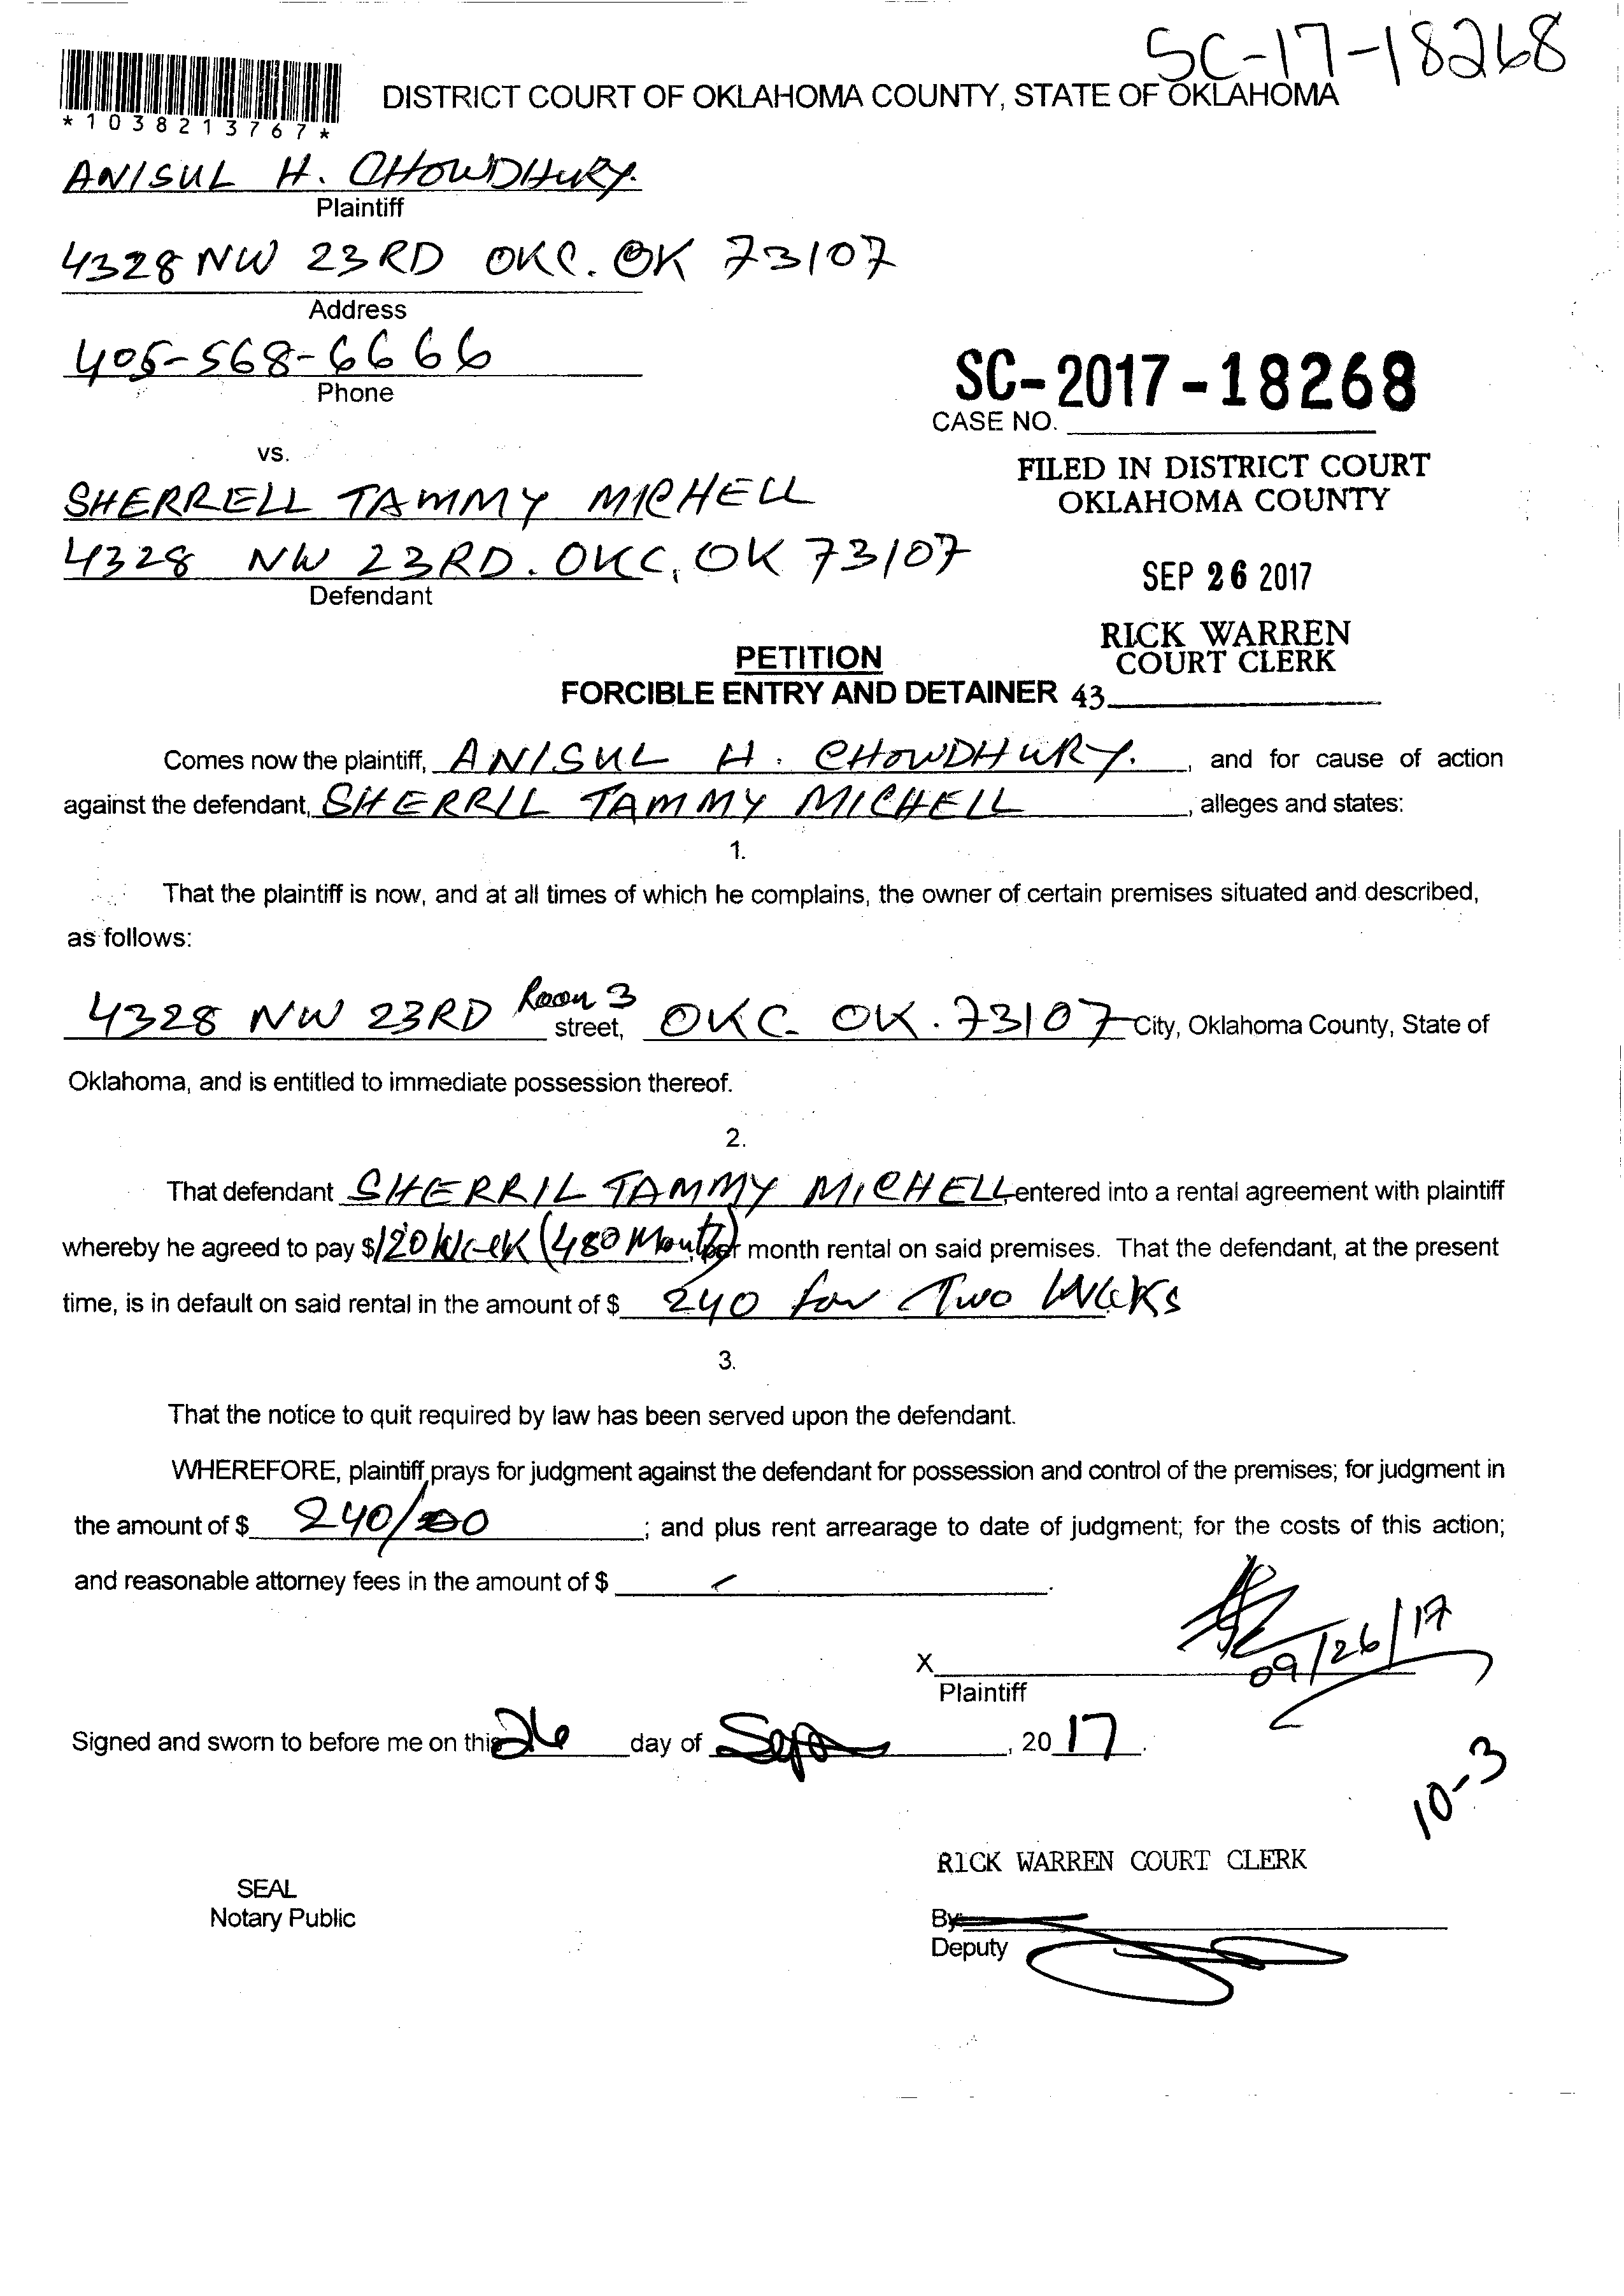 SC-17-18268
*1038213767*
DISTRICT COURT OF OKLAHOMA COUNTY, STATE OF OKLAHOMA
ANISUL H. CHOWDHURY.
Plaintiff
4328 NW 23RD OKC. OK 73107
Address
405-568-6666
Phone
SC-2017-18268
CASE NO.
vs.
FILED IN DISTRICT COURT
OKLAHOMA COUNTY
SHERRELL TAMMY MICHELL
4328 NW 23RD. OKC, OK 73107
Defendant
SEP 26 2017
RICK WARREN
COURT CLERK
PETITION
FORCIBLE ENTRY AND DETAINER 43
Comes now the plaintiff, ANISUL H. CHOWDHURY. , and for cause of action
against the defendant, SHERRIL TAMMY MICHELL , alleges and states:
1.
That the plaintiff is now, and at all times of which he complains, the owner of certain premises situated and described,
as follows:
4328 NW 23RD Room 3 street, OKC OK. 73107 City, Oklahoma County, State of
Oklahoma, and is entitled to immediate possession thereof.
2.
That defendant SHERRIL TAMMY MICHELL entered into a rental agreement with plaintiff
whereby he agreed to pay $120 Week (480 Month) per month rental on said premises. That the defendant, at the present
time, is in default on said rental in the amount of $ 240 for Two Weeks
3.
That the notice to quit required by law has been served upon the defendant.
WHEREFORE, plaintiff prays for judgment against the defendant for possession and control of the premises; for judgment in
the amount of $ 240/00 ; and plus rent arrearage to date of judgment; for the costs of this action;
and reasonable attorney fees in the amount of $ .
09/26/17
X
Plaintiff
Signed and sworn to before me on this 26 day of Sept , 20 17 .
10-3
RICK WARREN COURT CLERK
SEAL
Notary Public
By
Deputy